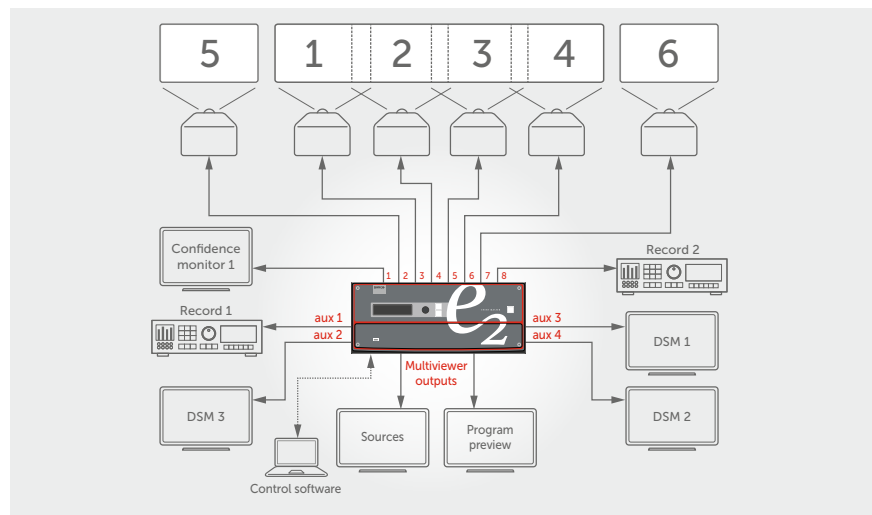 5 1 2 3 4 6
Confidence
monitor 1
1 2 3 4 5 6 7 8
Record 2
e2
Record 1
aux 1
aux 2
aux 3
aux 4
DSM 1
Multiviewer
outputs
DSM 3
Sources
Program
preview
DSM 2
Control software